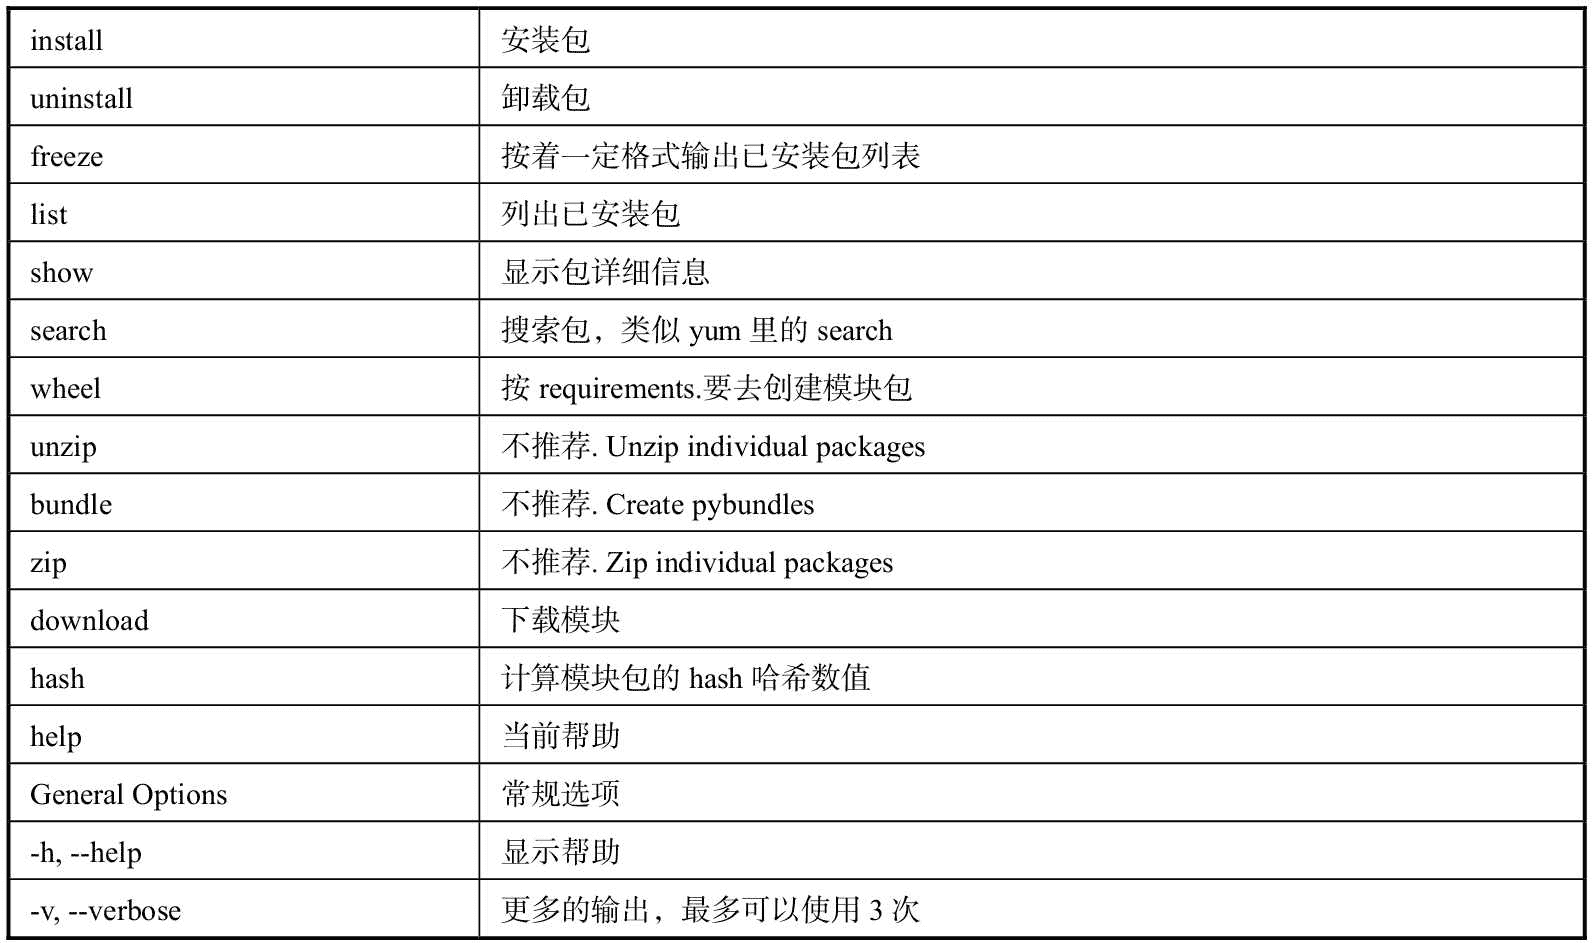 install 安装包
uninstall 卸载包
freeze 按着一定格式输出已安装包列表
list 列出已安装包
show 显示包详细信息
search 搜索包，类似 yum 里的 search
wheel 按 requirements.要去创建模块包
unzip 不推荐. Unzip individual packages
bundle 不推荐. Create pybundles
zip 不推荐. Zip individual packages
download 下载模块
hash 计算模块包的 hash 哈希数值
help 当前帮助
General Options 常规选项
-h, --help 显示帮助
-v, --verbose 更多的输出，最多可以使用 3 次